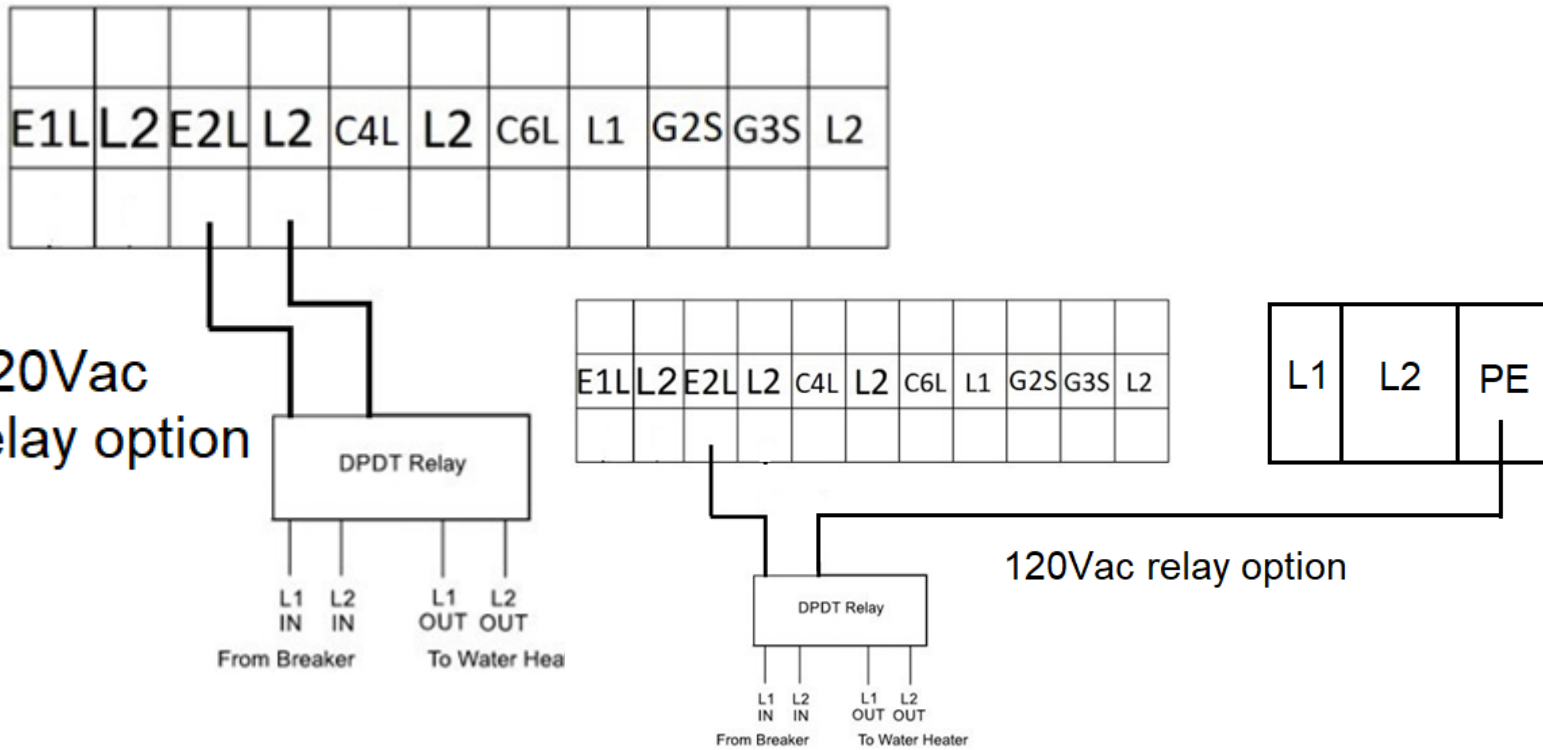 E1L L2 E2L L2 C4L L2 C6L L1 G2S G3S L2
20Vac
elay option
DPDT Relay
L1 L2 L1 L2
IN IN OUT OUT
From Breaker To Water Hea
E1L L2 E2L L2 C4L L2 C6L L1 G2S G3S L2
L1 L2 PE
120Vac relay option
DPDT Relay
L1 L2 L1 L2
IN IN OUT OUT
From Breaker To Water Heater